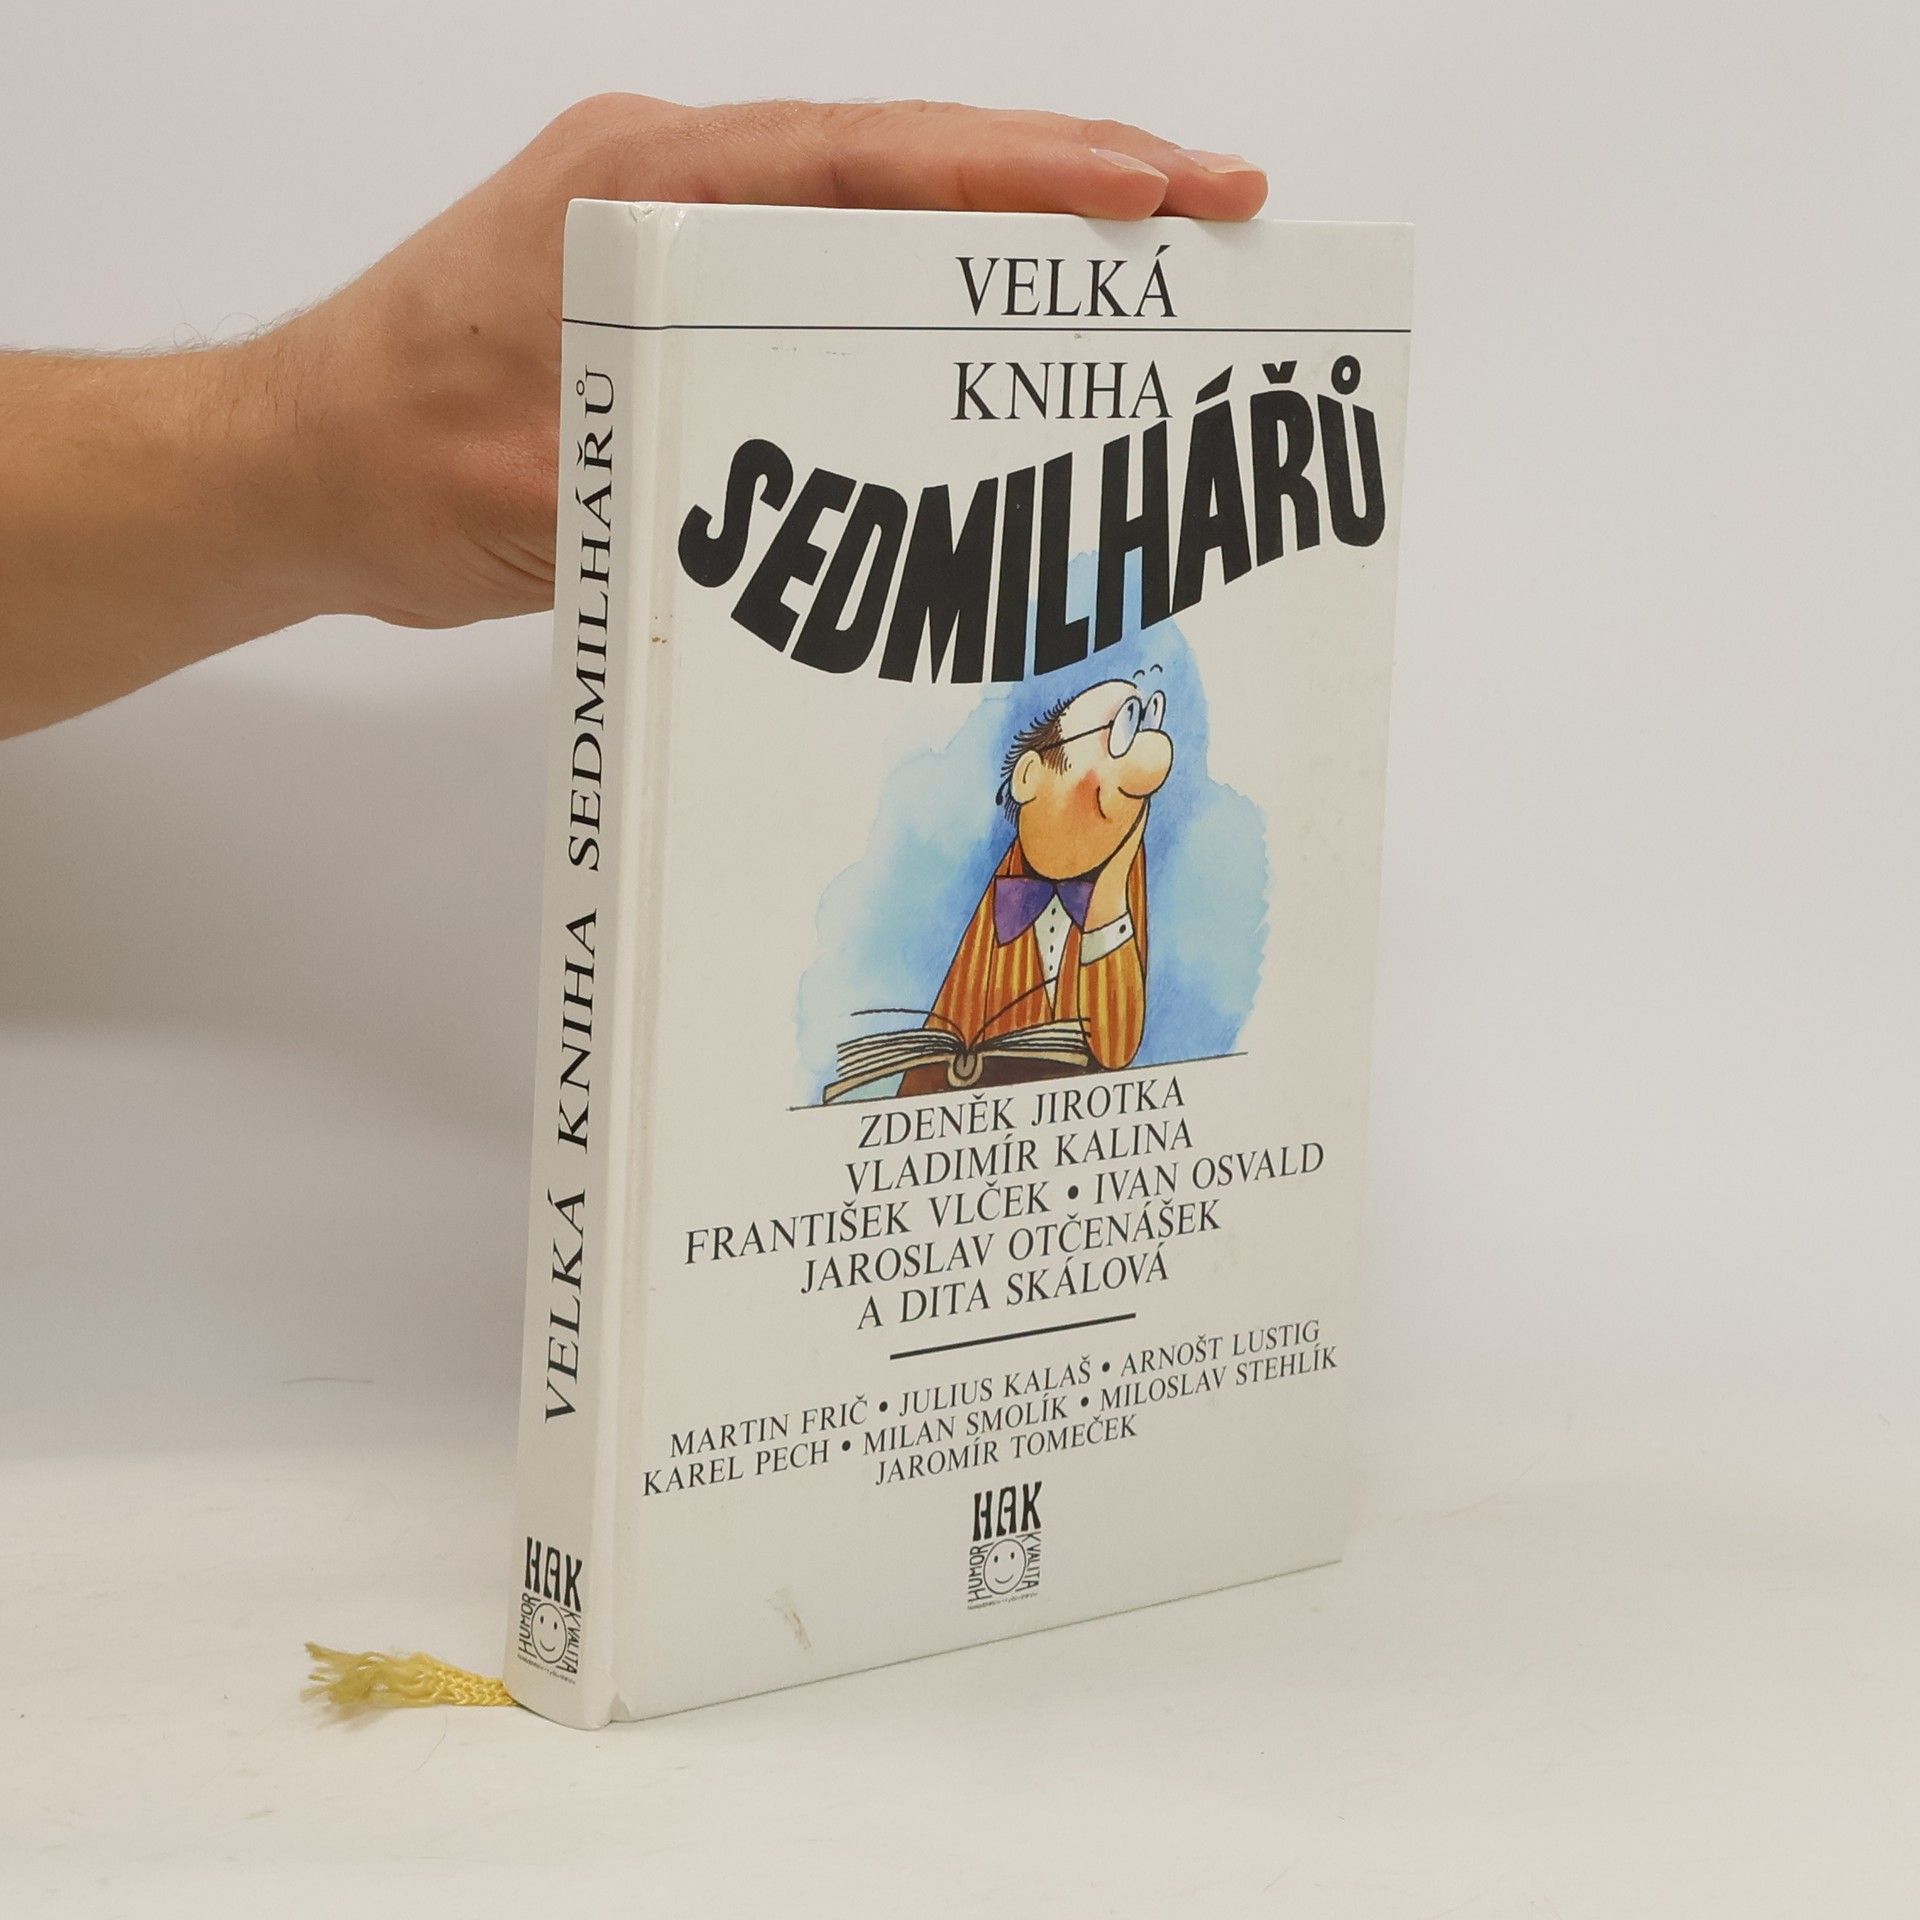 VELKÁ
KNIHA
SEDMILHÁŘŮ
ZDENĚK JIROTKA
VLADIMÍR KALINA
FRANTIŠEK VLČEK • IVAN OSVALD
JAROSLAV OTČENÁŠEK
A DITA SKÁLOVÁ
MARTIN FRIČ • JULIUS KALAŠ • ARNOŠT LUSTIG
KAREL PECH • MILAN SMOLÍK • MILOSLAV STEHLÍK
JAROMÍR TOMEČEK
HAK
HUMOR
KVALITA
VELKÁ KNIHA SEDMILHÁŘŮ
HAK
HUMOR
KVALITA